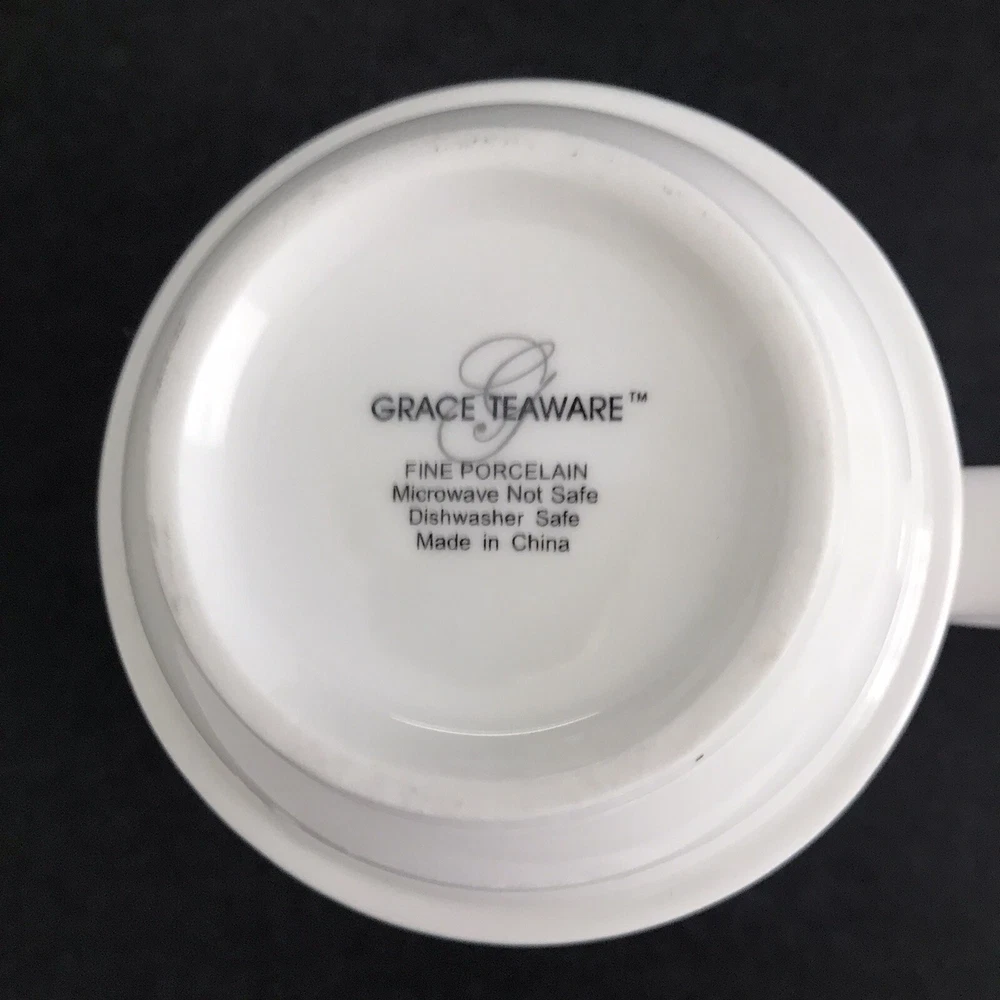 G
GRACE TEAWARE™
FINE PORCELAIN
Microwave Not Safe
Dishwasher Safe
Made in China